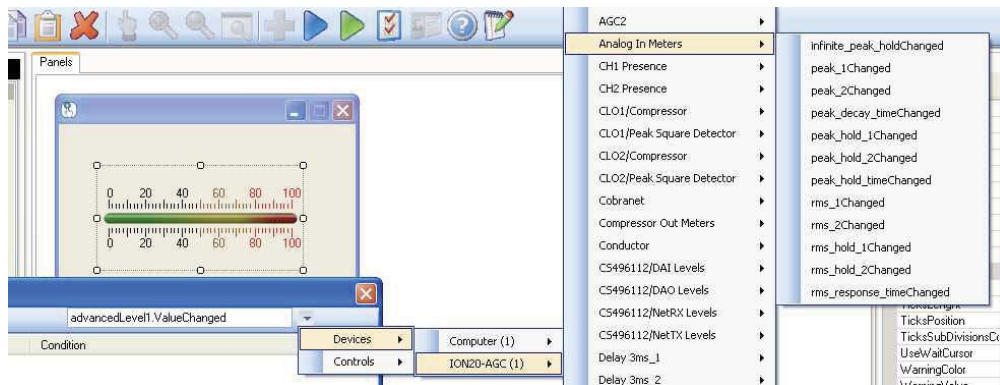 Panels
0 20 40 60 80 100
0 20 40 60 80 100
advancedLevel1.ValueChanged
Condition
Devices
Controls
Computer (1)
ION20-AGC (1)
AGC2
Analog In Meters
CH1 Presence
CH2 Presence
CLO1/Compressor
CLO1/Peak Square Detector
CLO2/Compressor
CLO2/Peak Square Detector
Cobranet
Compressor Out Meters
Conductor
CS496112/DAI Levels
CS496112/DAO Levels
CS496112/NetRX Levels
CS496112/NetTX Levels
Delay 3ms_1
Delay 3ms_2
infinite_peak_holdChanged
peak_1Changed
peak_2Changed
peak_decay_timeChanged
peak_hold_1Changed
peak_hold_2Changed
peak_hold_timeChanged
rms_1Changed
rms_2Changed
rms_hold_1Changed
rms_hold_2Changed
rms_response_timeChanged
TicksPosition
TicksSubDivisionsCo
UseWaitCursor
WarningColor